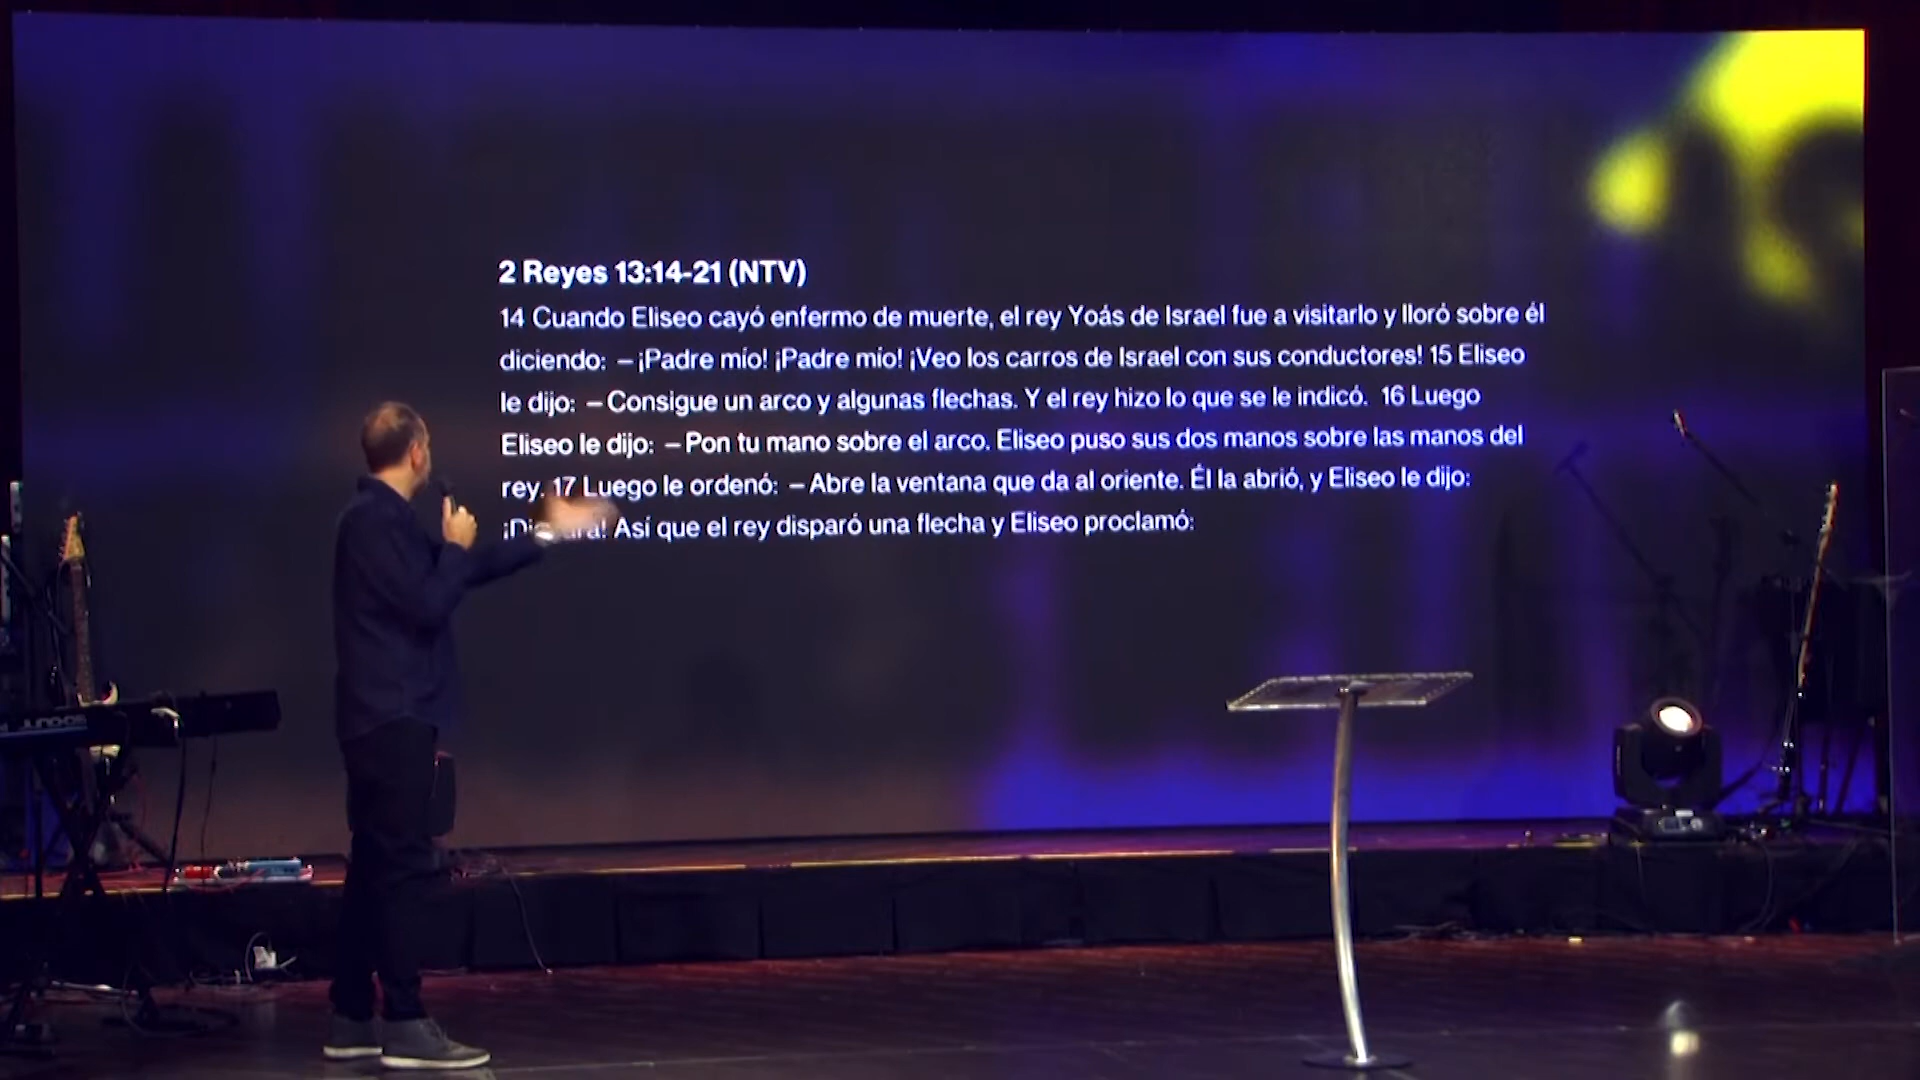 2 Reyes 13:14-21 (NTV)
14 Cuando Eliseo cayó enfermo de muerte, el rey Yoás de Israel fue a visitarlo y lloró sobre él
diciendo: – ¡Padre mío! ¡Padre mío! ¡Veo los carros de Israel con sus conductores! 15 Eliseo
le dijo: – Consigue un arco y algunas flechas. Y el rey hizo lo que se le indicó. 16 Luego
Eliseo le dijo: – Pon tu mano sobre el arco. Eliseo puso sus dos manos sobre las manos del
rey. 17 Luego le ordenó: – Abre la ventana que da al oriente. Él la abrió, y Eliseo le dijo:
¡Dispara! Así que el rey disparó una flecha y Eliseo proclamó:
JUNO-DS